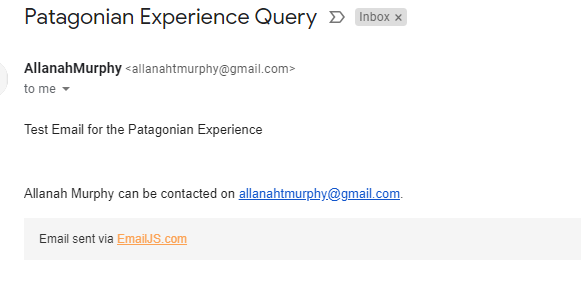 Patagonian Experience Query Inbox x
AllanahMurphy <allanahtmurphy@gmail.com>
to me
Test Email for the Patagonian Experience
Allanah Murphy can be contacted on allanahtmurphy@gmail.com.
Email sent via EmailJS.com